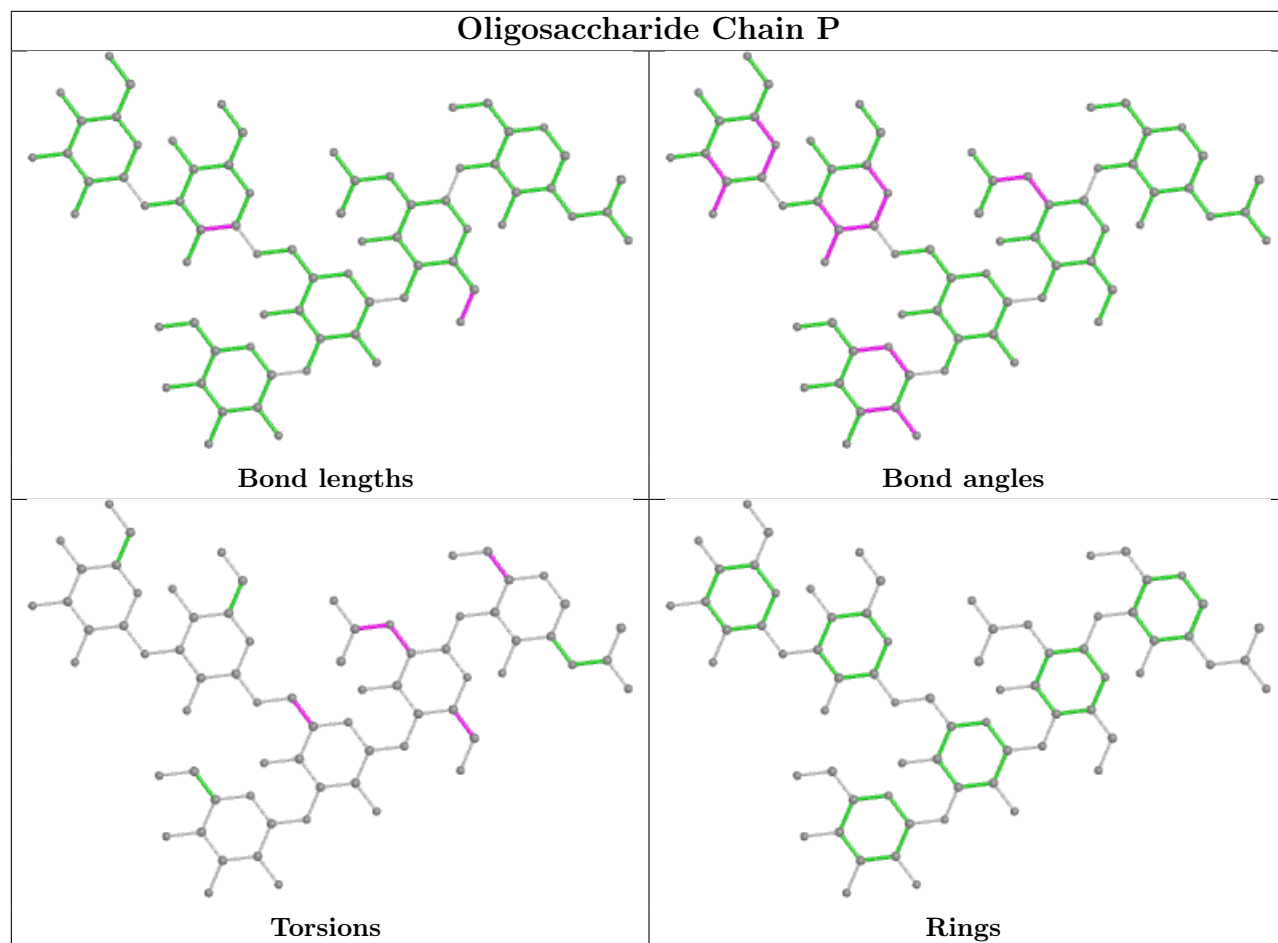 Oligosaccharide Chain P
Bond lengths
Bond angles
Torsions
Rings